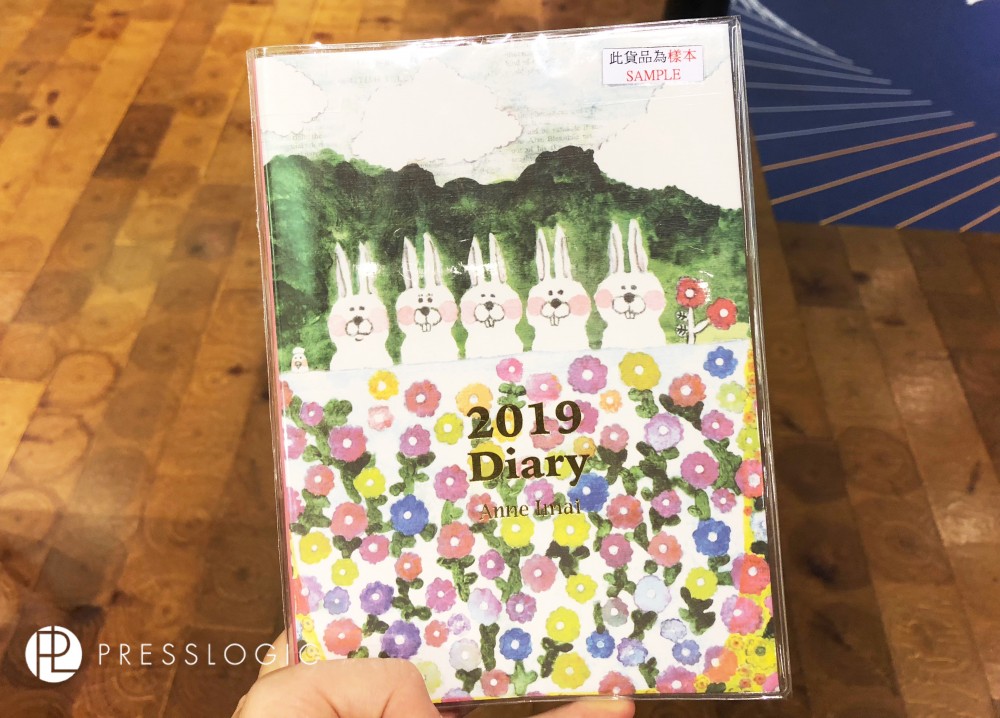 此貨品為樣本
SAMPLE
2019
Diary
Anne Imai
PRESSLOGIC©